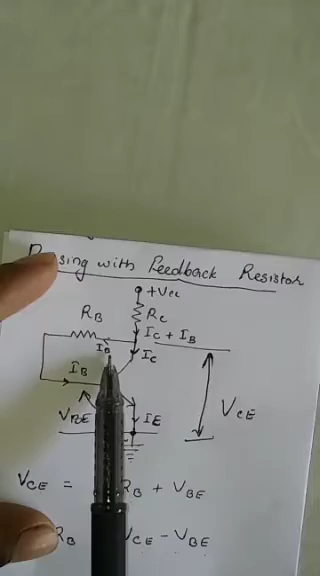 with Feedback Resistor
+Vcc
RB RC
IC + IB
IB IC
IB
VBE IE VCE
VCE = RB + VBE
RB VCE - VBE